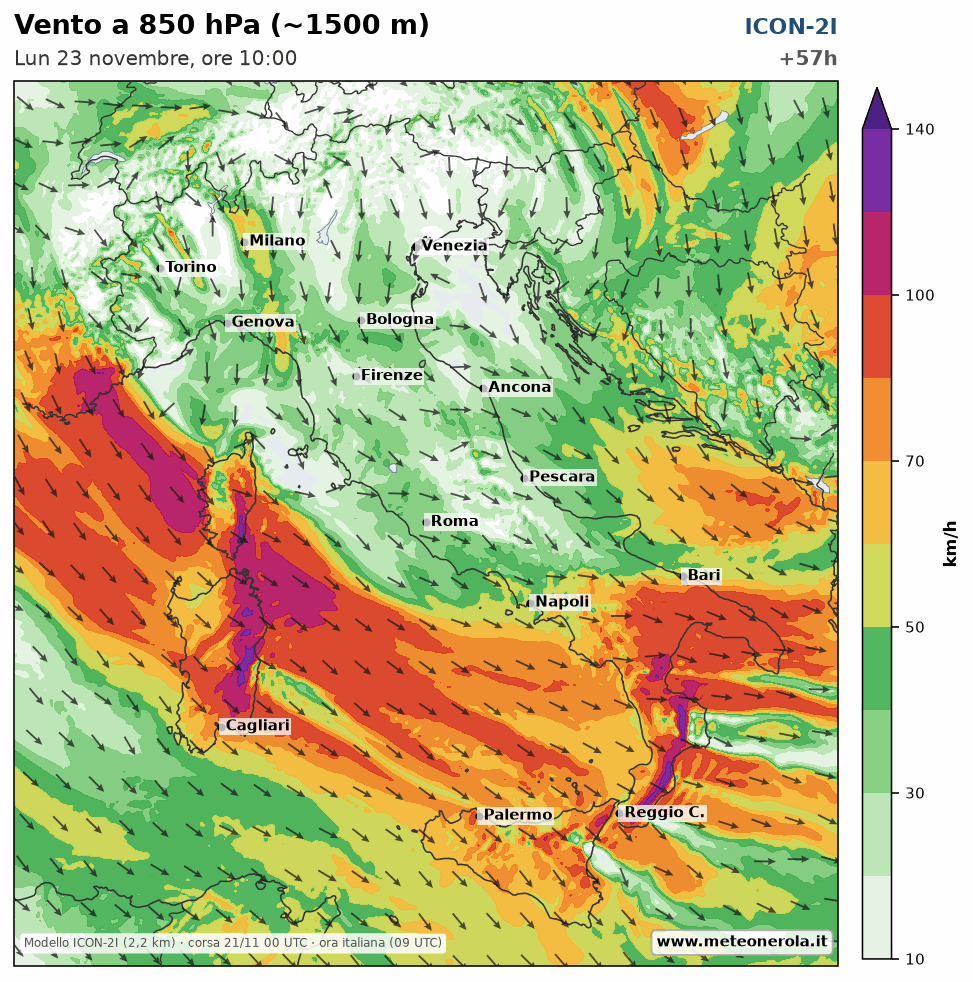 Vento a 850 hPa (~1500 m)
ICON-2I
Lun 23 novembre, ore 10:00
+57h
140
100
70
50
30
10
km/h
Milano
Venezia
Torino
Genova
Bologna
Firenze
Ancona
Pescara
Roma
Bari
Napoli
Cagliari
Palermo
Reggio C.
Modello ICON-2I (2,2 km) · corsa 21/11 00 UTC · ora italiana (09 UTC)
www.meteonerola.it